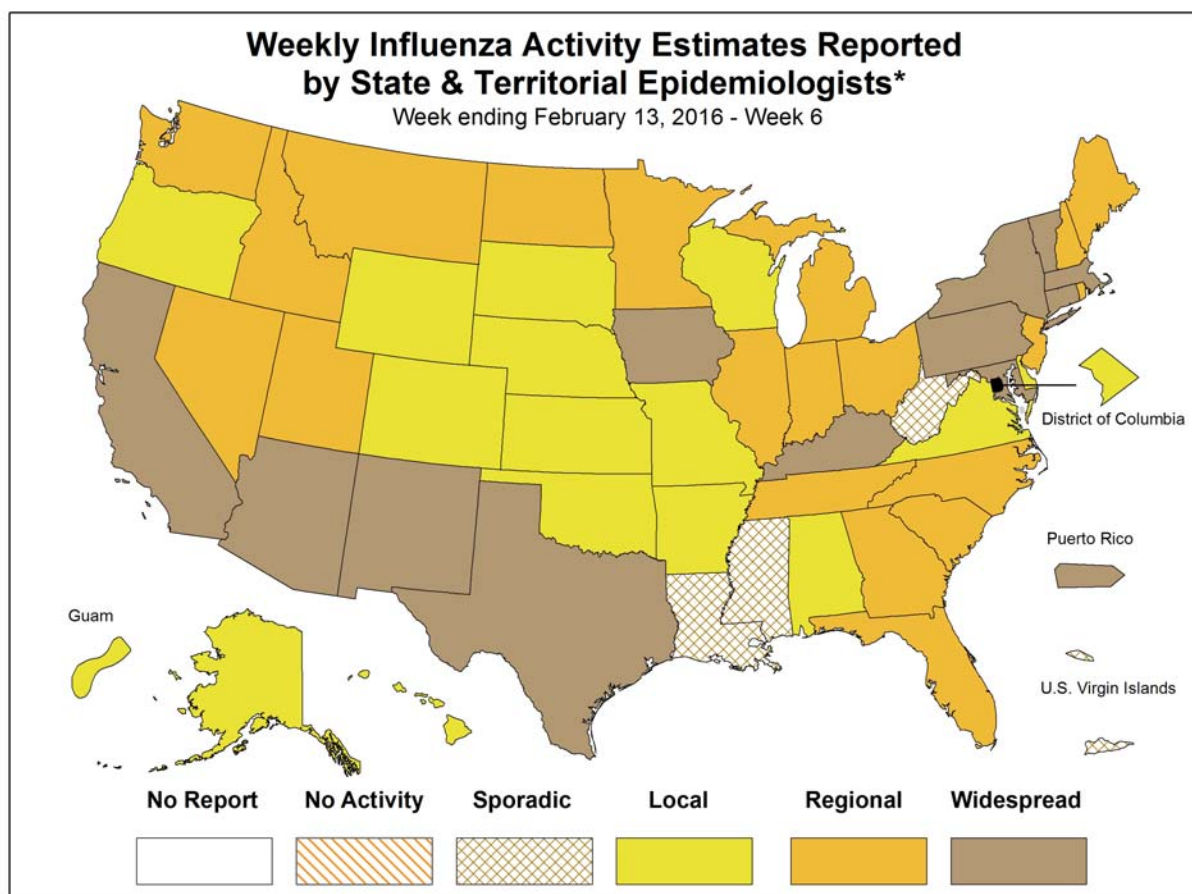 Weekly Influenza Activity Estimates Reported
by State & Territorial Epidemiologists*
Week ending February 13, 2016 - Week 6
District of Columbia
Puerto Rico
Guam
U.S. Virgin Islands
No Report
No Activity
Sporadic
Local
Regional
Widespread